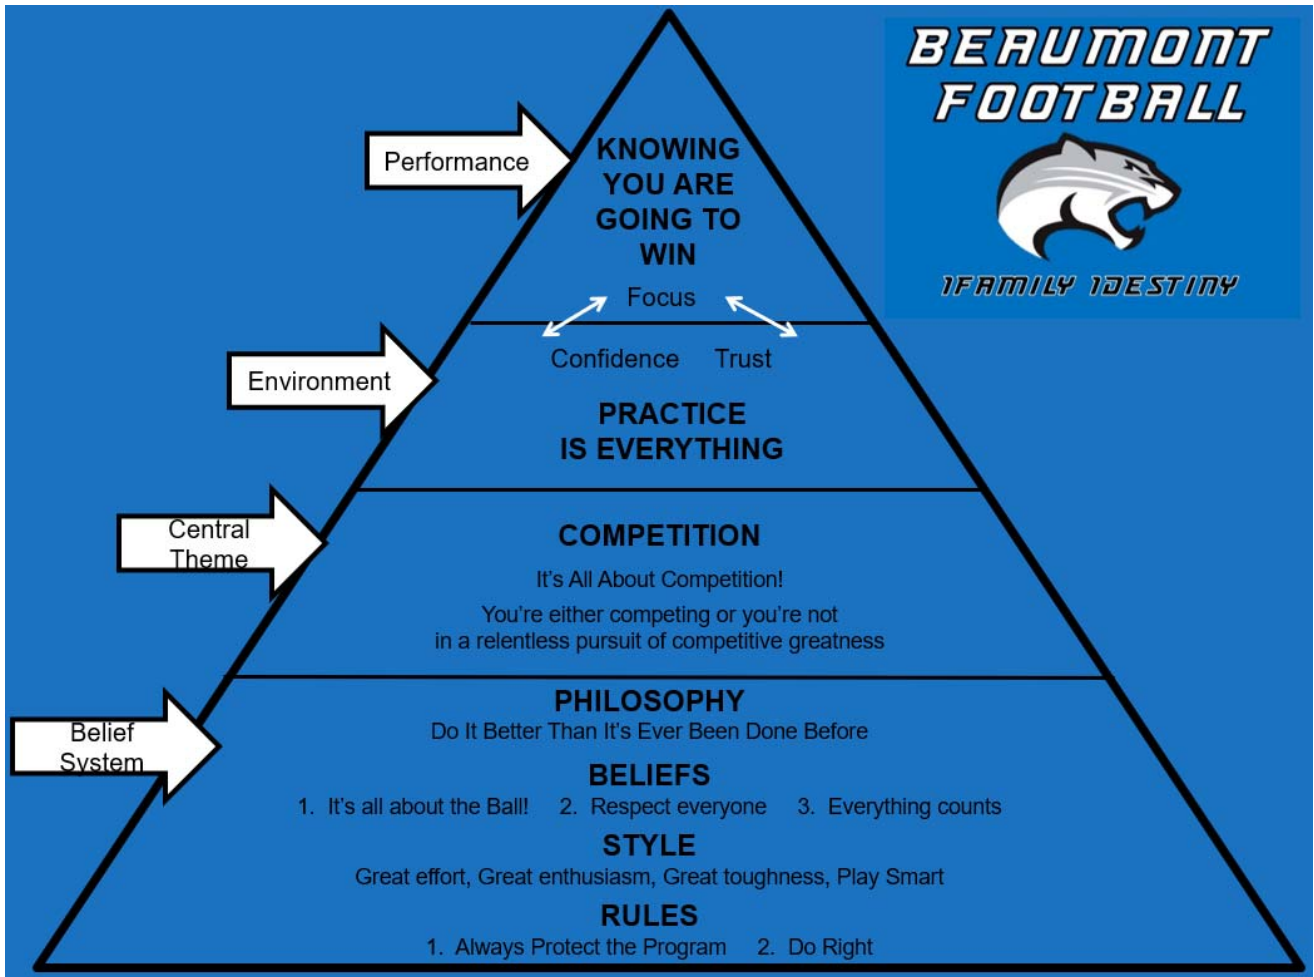 BEAUMONT
FOOTBALL
1FAMILY 1DESTINY
Performance
KNOWING
YOU ARE
GOING TO
WIN
Focus
Environment
Confidence Trust
PRACTICE
IS EVERYTHING
Central
Theme
COMPETITION
It's All About Competition!
You're either competing or you're not
in a relentless pursuit of competitive greatness
Belief
System
PHILOSOPHY
Do It Better Than It's Ever Been Done Before
BELIEFS
1. It's all about the Ball! 2. Respect everyone 3. Everything counts
STYLE
Great effort, Great enthusiasm, Great toughness, Play Smart
RULES
1. Always Protect the Program 2. Do Right